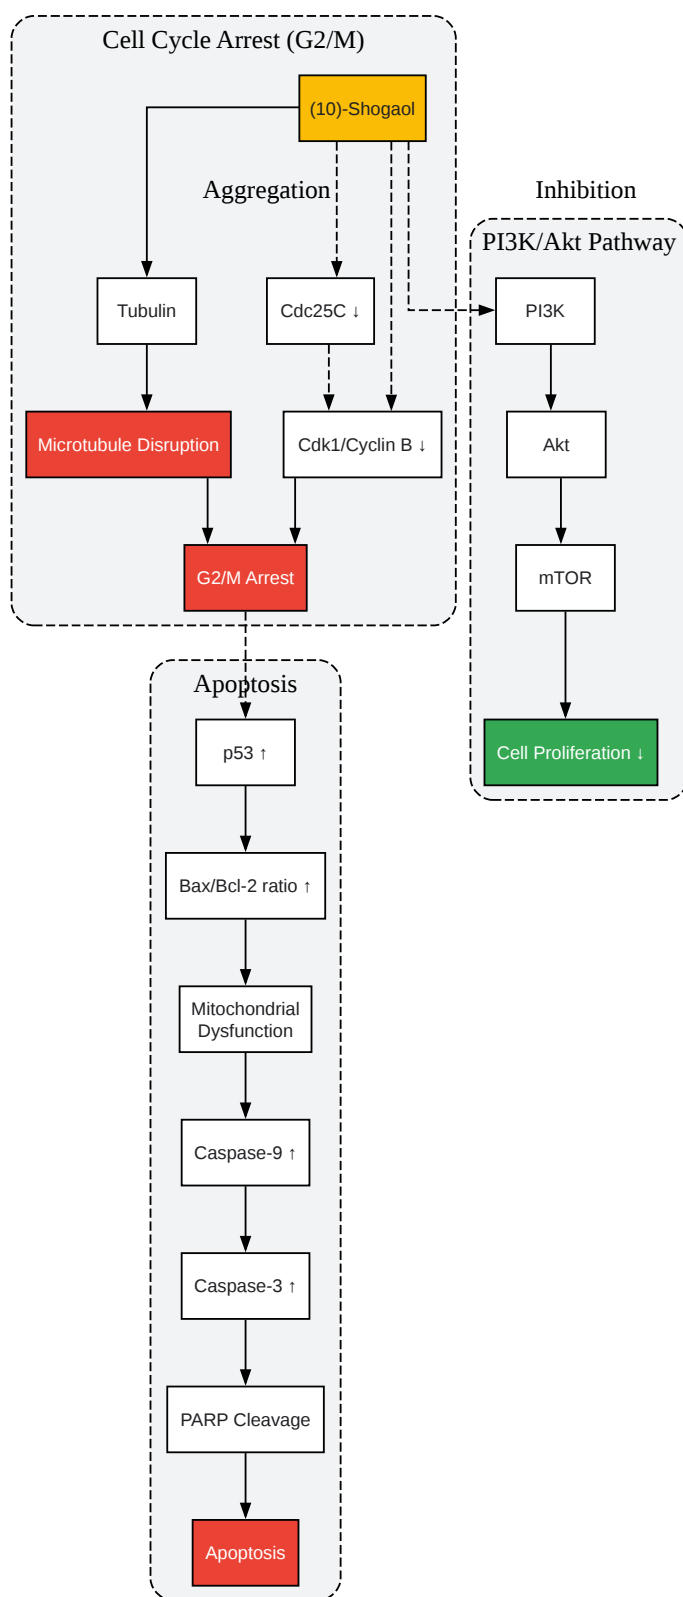 Cell Cycle Arrest (G2/M)
(10)-Shogaol
Aggregation
Inhibition
PI3K/Akt Pathway
Tubulin
Cdc25C ↓
PI3K
Microtubule Disruption
Cdk1/Cyclin B ↓
Akt
G2/M Arrest
mTOR
Apoptosis
p53 ↑
Cell Proliferation ↓
Bax/Bcl-2 ratio ↑
Mitochondrial
Dysfunction
Caspase-9 ↑
Caspase-3 ↑
PARP Cleavage
Apoptosis